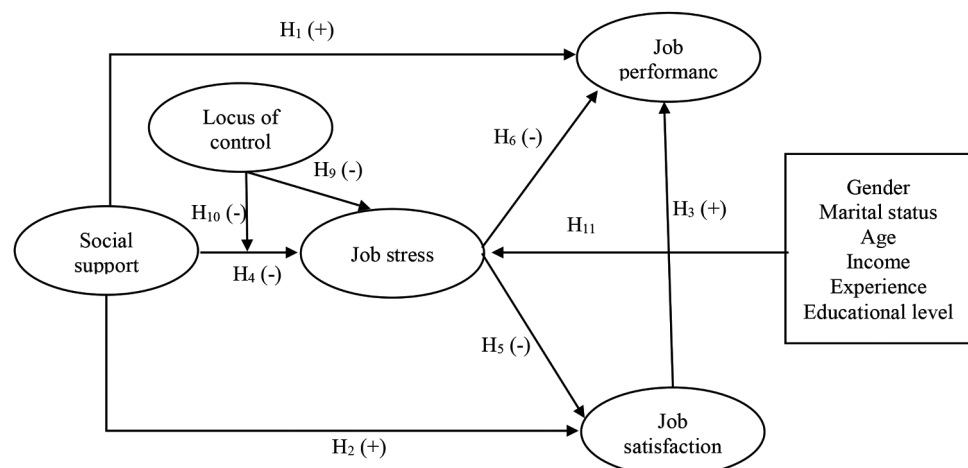 H₁ (+)
Job
performanc
Locus of
control
H₆ (-)
H₉ (-)
H₁₀ (-)
H₃ (+)
Gender
Marital status
Age
Income
Experience
Educational level
H₁₁
Social
support
Job stress
H₄ (-)
H₅ (-)
Job
satisfaction
H₂ (+)